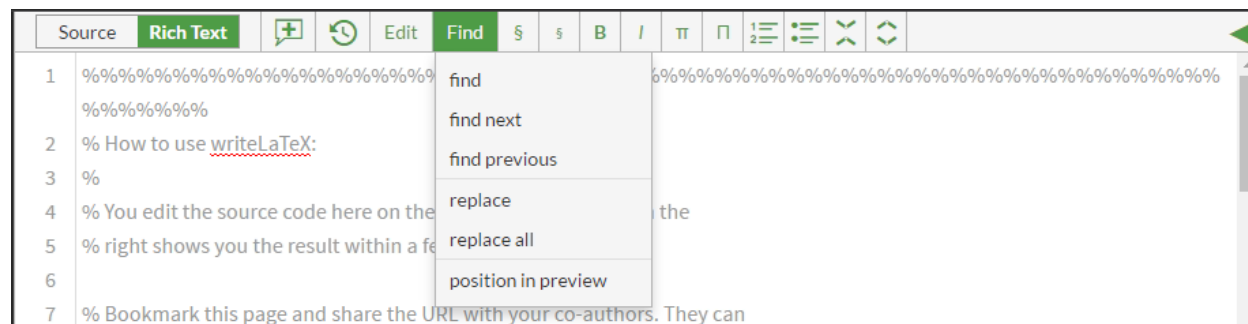 Source Rich Text Edit Find § § B I π Π
1 %%%%%%%%%%%%%%%%%%%% %%%%%%%%%%%%%%%%%%%%%%%%%%%%%%%%
%%%%%%%
find
find next
2 % How to use writeLaTeX:
find previous
3 %
replace
4 % You edit the source code here on the the
replace all
5 % right shows you the result within a
6
position in preview
7 % Bookmark this page and share the URL with your co-authors. They can